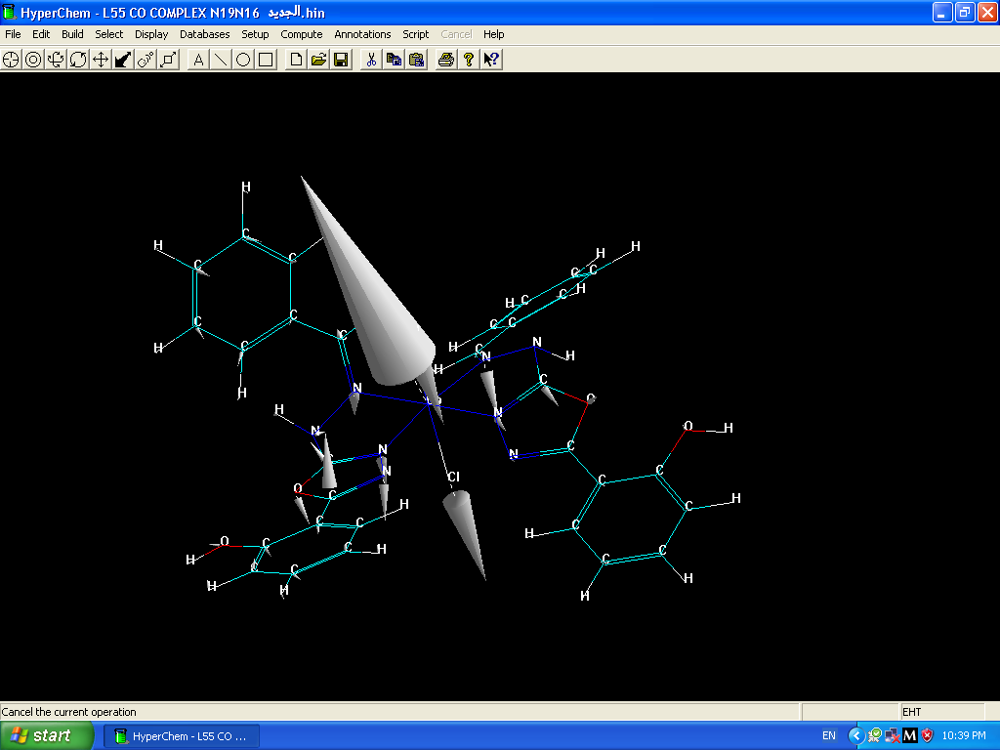 HyperChem - L55 CO COMPLEX N19N16 الجديد.hin
File Edit Build Select Display Databases Setup Compute Annotations Script Cancel Help
A
H
H
H
C
H
C
C
H
C
C
H
C
H
C
C
H
C
C
C
H
C
H
C
C
N
H
C
N
H
H
C
N
O
H
N
N
O
H
N
C
N
C
N
Cl
C
C
O
C
H
H
C
C
C
H
C
O
C
C
H
H
C
C
C
C
H
H
H
H
H
Cancel the current operation
EHT
start
HyperChem - L55 CO ...
EN
M
10:39 PM